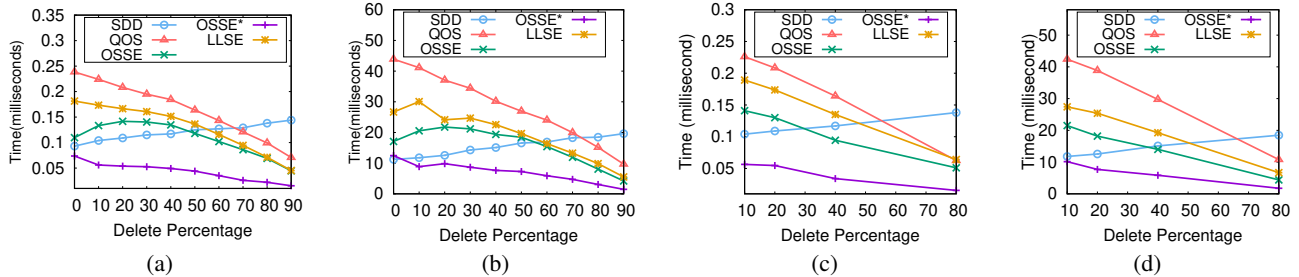 SDD
QOS
OSSE
OSSE*
LLSE
0.3
0.25
0.2
0.15
0.1
0.05
Time(milliseconds)
0 10 20 30 40 50 60 70 80 90
Delete Percentage
(a)
SDD
QOS
OSSE
OSSE*
LLSE
60
50
40
30
20
10
0
Time(milliseconds)
0 10 20 30 40 50 60 70 80 90
Delete Percentage
(b)
SDD
QOS
OSSE
OSSE*
LLSE
0.3
0.25
0.2
0.15
0.1
0.05
Time (millisecond)
10 20 30 40 50 60 70 80
Delete Percentage
(c)
SDD
QOS
OSSE
OSSE*
LLSE
50
40
30
20
10
0
Time (millisecond)
10 20 30 40 50 60 70 80
Delete Percentage
(d)